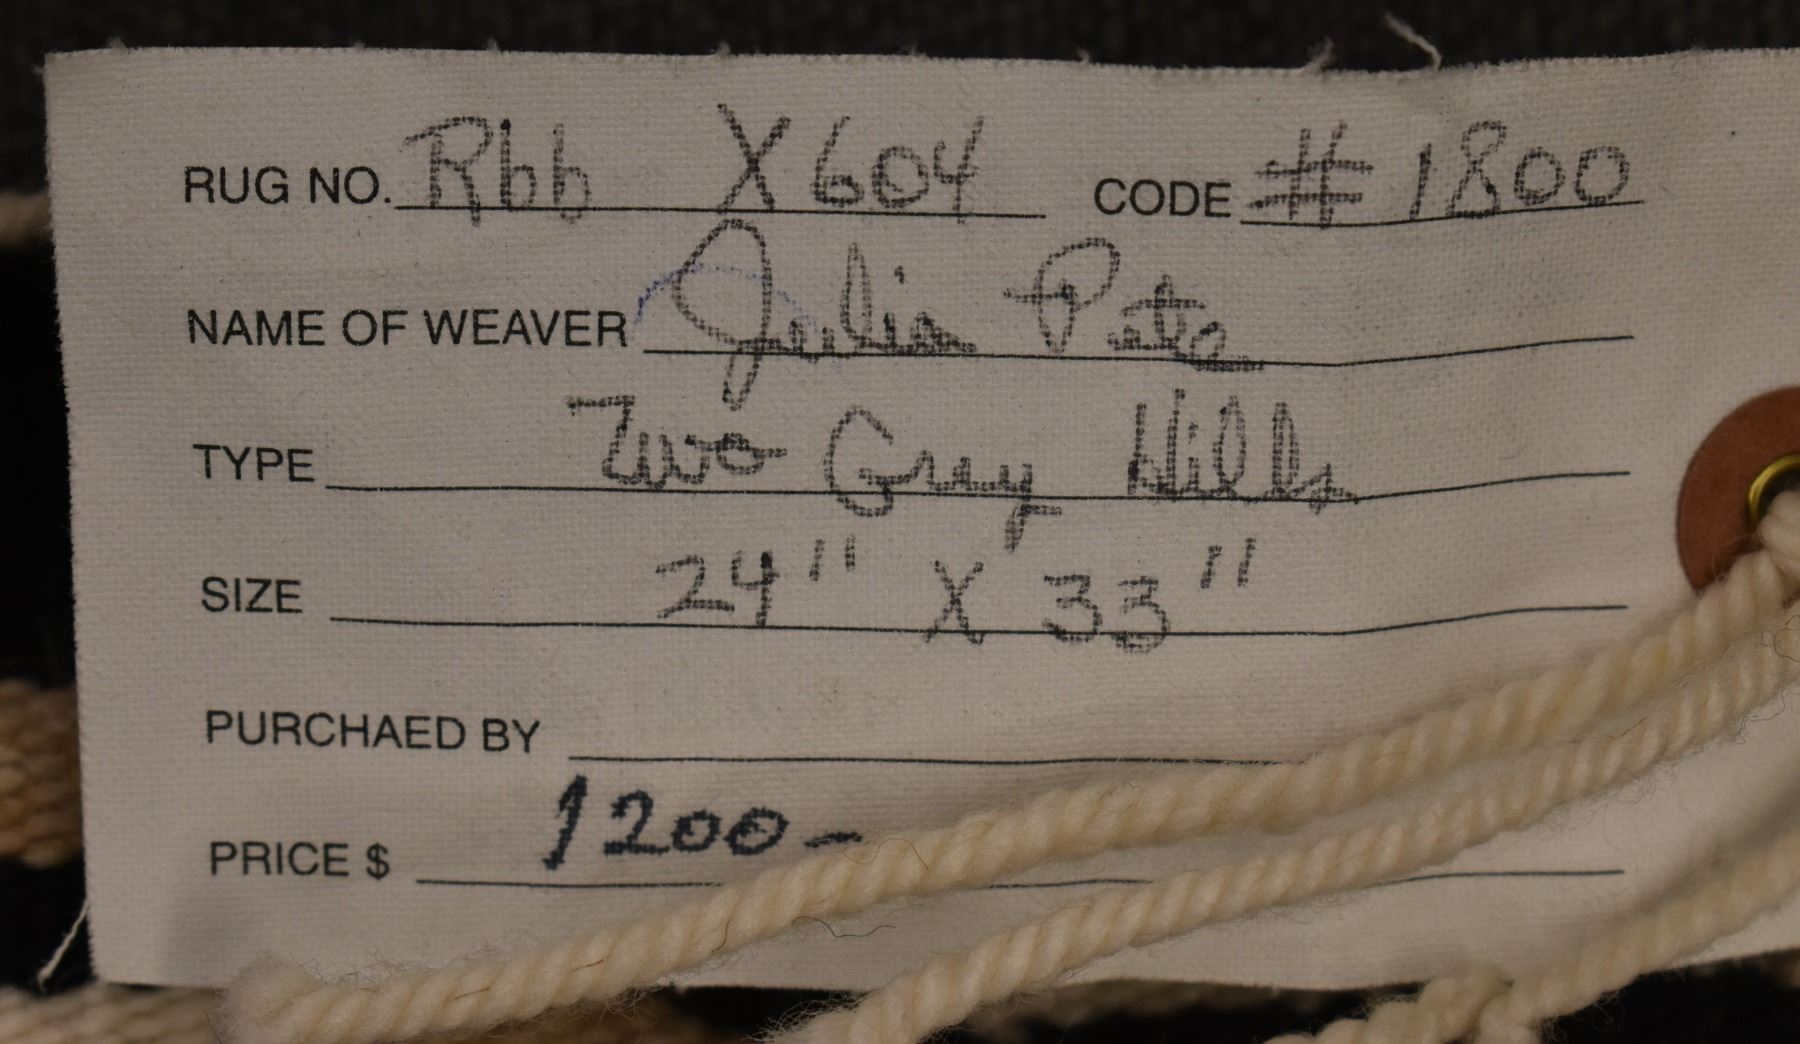 RUG NO. Rbb X604 CODE # 1800
NAME OF WEAVER Julia Pete
TYPE Two Gray Hills
SIZE 24" X 33"
PURCHAED BY
PRICE $ 1200-